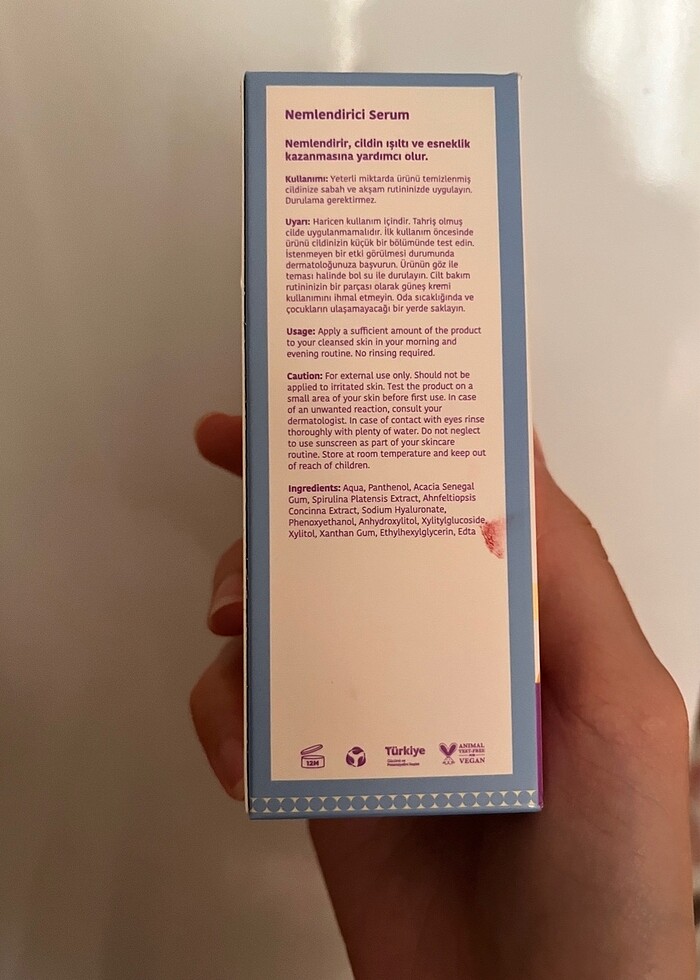 Nemlendirici Serum
Nemlendirir, cildin ışıltı ve esneklik
kazanmasına yardımcı olur.
Kullanımı: Yeterli miktarda ürünü temizlenmiş
cildinize sabah ve akşam rutininizde uygulayın.
Durulama gerektirmez.
Uyarı: Haricen kullanım içindir. Tahriş olmuş
cilde uygulanmamalıdır. İlk kullanım öncesinde
ürünü cildinizin küçük bir bölümünde test edin.
İstenmeyen bir etki görülmesi durumunda
dermatoloğunuza başvurun. Ürünün göz ile
teması halinde bol su ile durulayın. Cilt bakım
rutininizin bir parçası olarak güneş kremi
kullanımını ihmal etmeyin. Oda sıcaklığında ve
çocukların ulaşamayacağı bir yerde saklayın.
Usage: Apply a sufficient amount of the product
to your cleansed skin in your morning and
evening routine. No rinsing required.
Caution: For external use only. Should not be
applied to irritated skin. Test the product on a
small area of your skin before first use. In case
of an unwanted reaction, consult your
dermatologist. In case of contact with eyes rinse
thoroughly with plenty of water. Do not neglect
to use sunscreen as part of your skincare
routine. Store at room temperature and keep out
of reach of children.
Ingredients: Aqua, Panthenol, Acacia Senegal
Gum, Spirulina Platensis Extract, Ahnfeltiopsis
Concinna Extract, Sodium Hyaluronate,
Phenoxyethanol, Anhydroxylitol, Xylitylglucoside,
Xylitol, Xanthan Gum, Ethylhexylglycerin, Edta
12M
Türkiye
ANIMAL
TEST-FREE
VEGAN